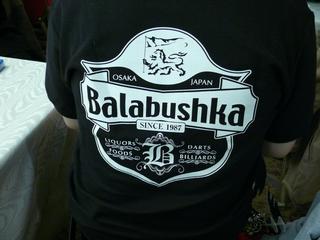 OSAKA JAPAN
Balabushka
SINCE 1987
LIQUORS DARTS
FOODS B BILLIARDS